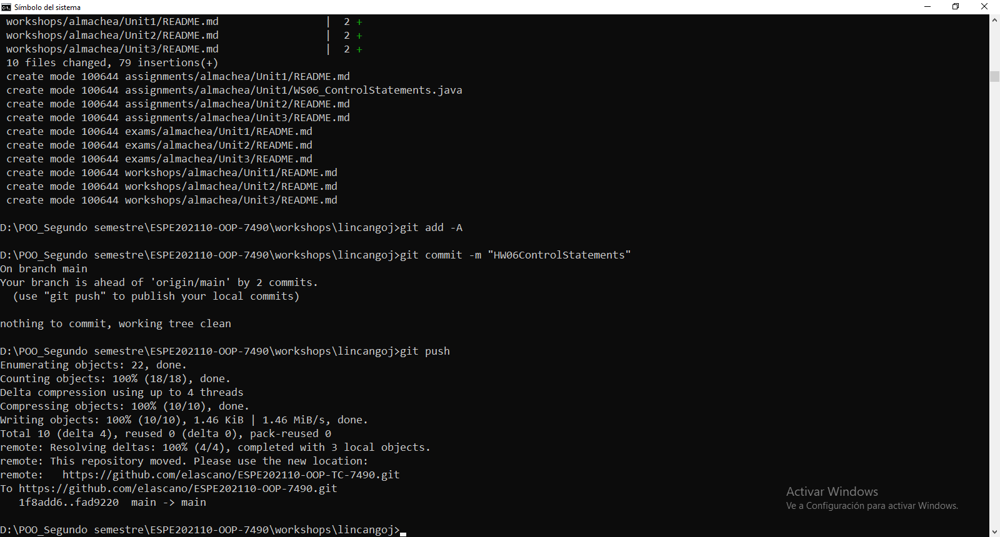 Símbolo del sistema
workshops/almachea/Unit1/README.md | 2 +
workshops/almachea/Unit2/README.md | 2 +
workshops/almachea/Unit3/README.md | 2 +
10 files changed, 79 insertions(+)
create mode 100644 assignments/almachea/Unit1/README.md
create mode 100644 assignments/almachea/Unit1/WS06_ControlStatements.java
create mode 100644 assignments/almachea/Unit2/README.md
create mode 100644 assignments/almachea/Unit3/README.md
create mode 100644 exams/almachea/Unit1/README.md
create mode 100644 exams/almachea/Unit2/README.md
create mode 100644 exams/almachea/Unit3/README.md
create mode 100644 workshops/almachea/Unit1/README.md
create mode 100644 workshops/almachea/Unit2/README.md
create mode 100644 workshops/almachea/Unit3/README.md
D:\POO_Segundo semestre\ESPE202110-OOP-7490\workshops\lincangoj>git add -A
D:\POO_Segundo semestre\ESPE202110-OOP-7490\workshops\lincangoj>git commit -m "HW06ControlStatements"
On branch main
Your branch is ahead of 'origin/main' by 2 commits.
(use "git push" to publish your local commits)
nothing to commit, working tree clean
D:\POO_Segundo semestre\ESPE202110-OOP-7490\workshops\lincangoj>git push
Enumerating objects: 22, done.
Counting objects: 100% (18/18), done.
Delta compression using up to 4 threads
Compressing objects: 100% (10/10), done.
Writing objects: 100% (10/10), 1.46 KiB | 1.46 MiB/s, done.
Total 10 (delta 4), reused 0 (delta 0), pack-reused 0
remote: Resolving deltas: 100% (4/4), completed with 3 local objects.
remote: This repository moved. Please use the new location:
remote:   https://github.com/elascano/ESPE202110-OOP-TC-7490.git
To https://github.com/elascano/ESPE202110-OOP-7490.git
1f8add6..fad9220  main -> main
D:\POO_Segundo semestre\ESPE202110-OOP-7490\workshops\lincangoj>
Activar Windows
Ve a Configuración para activar Windows.